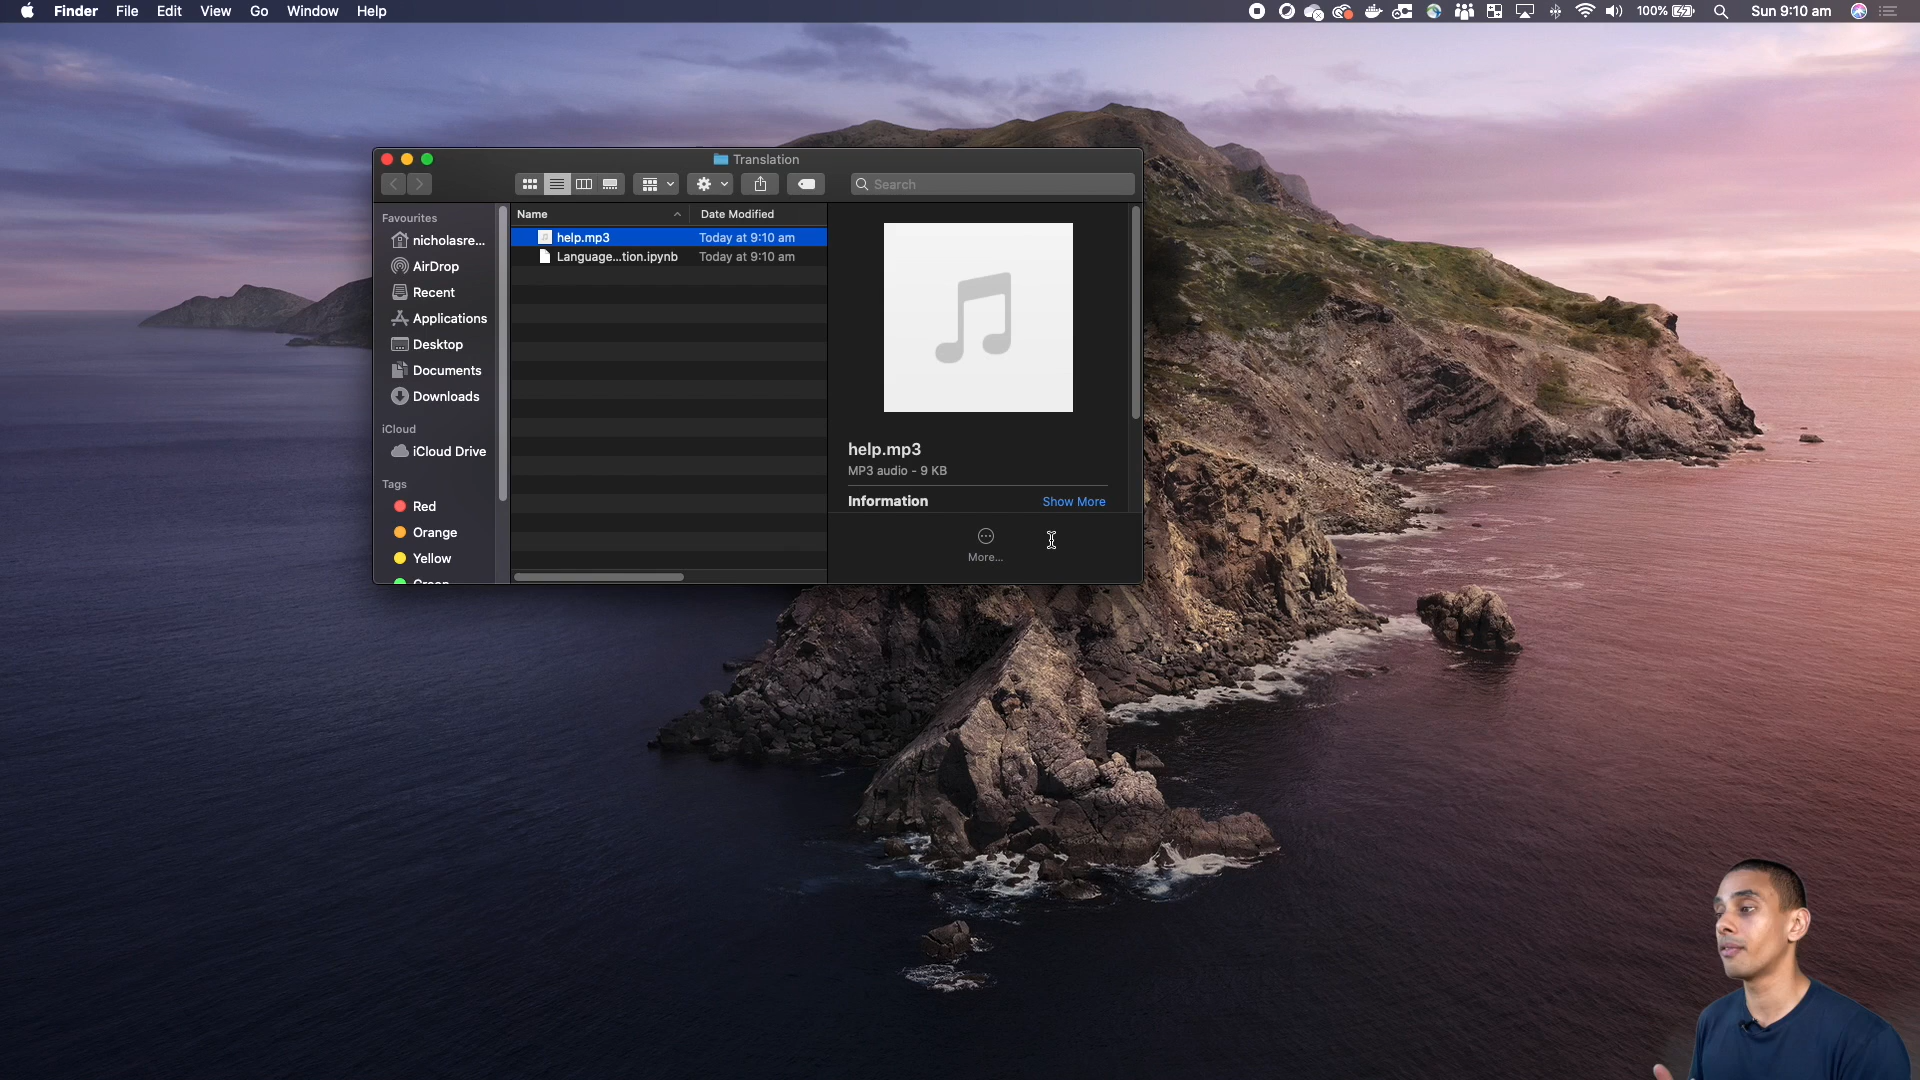 Finder File Edit View Go Window Help 100% Sun 9:10 am
Translation
Search
Favourites
nicholasre...
AirDrop
Recent
Applications
Desktop
Documents
Downloads
iCloud
iCloud Drive
Tags
Red
Orange
Yellow
Green
Name Date Modified
help.mp3 Today at 9:10 am
Language...tion.ipynb Today at 9:10 am
help.mp3
MP3 audio - 9 KB
Information Show More
More...